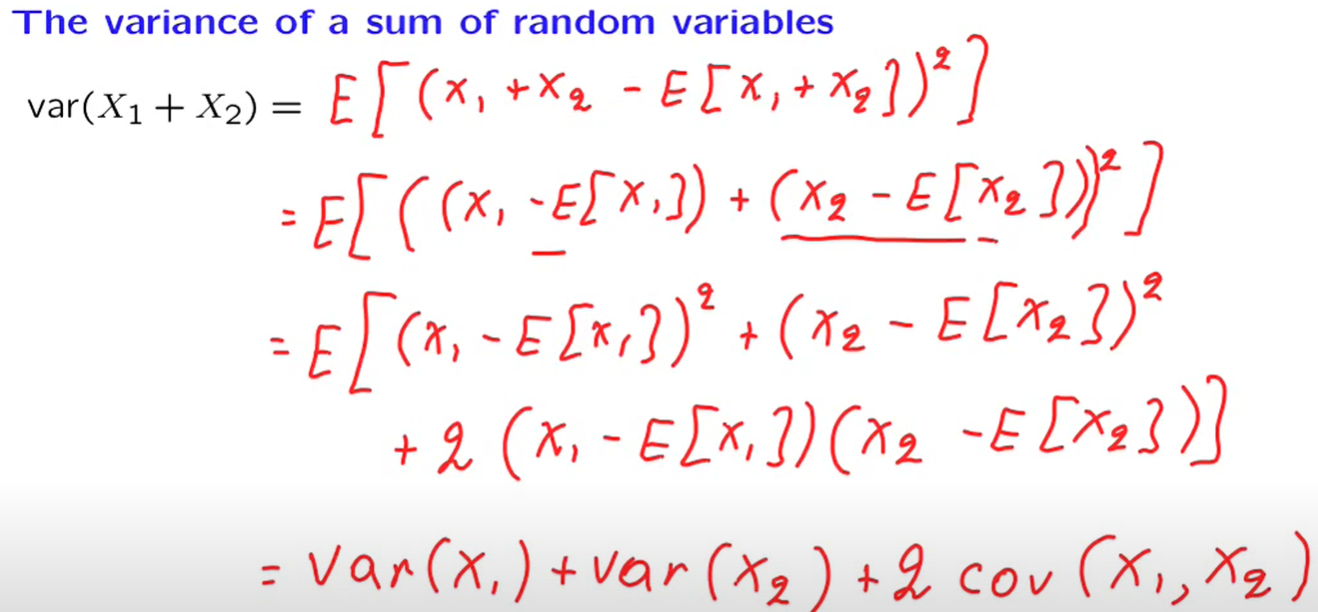 The variance of a sum of random variables
var(X₁ + X₂) = E[(X₁ + X₂ - E[X₁ + X₂])²]
= E[((X₁ - E[X₁]) + (X₂ - E[X₂]))²]
= E[(X₁ - E[X₁])² + (X₂ - E[X₂])²
+ 2 (X₁ - E[X₁])(X₂ - E[X₂])]
= var(X₁) + var(X₂) + 2 cov(X₁, X₂)